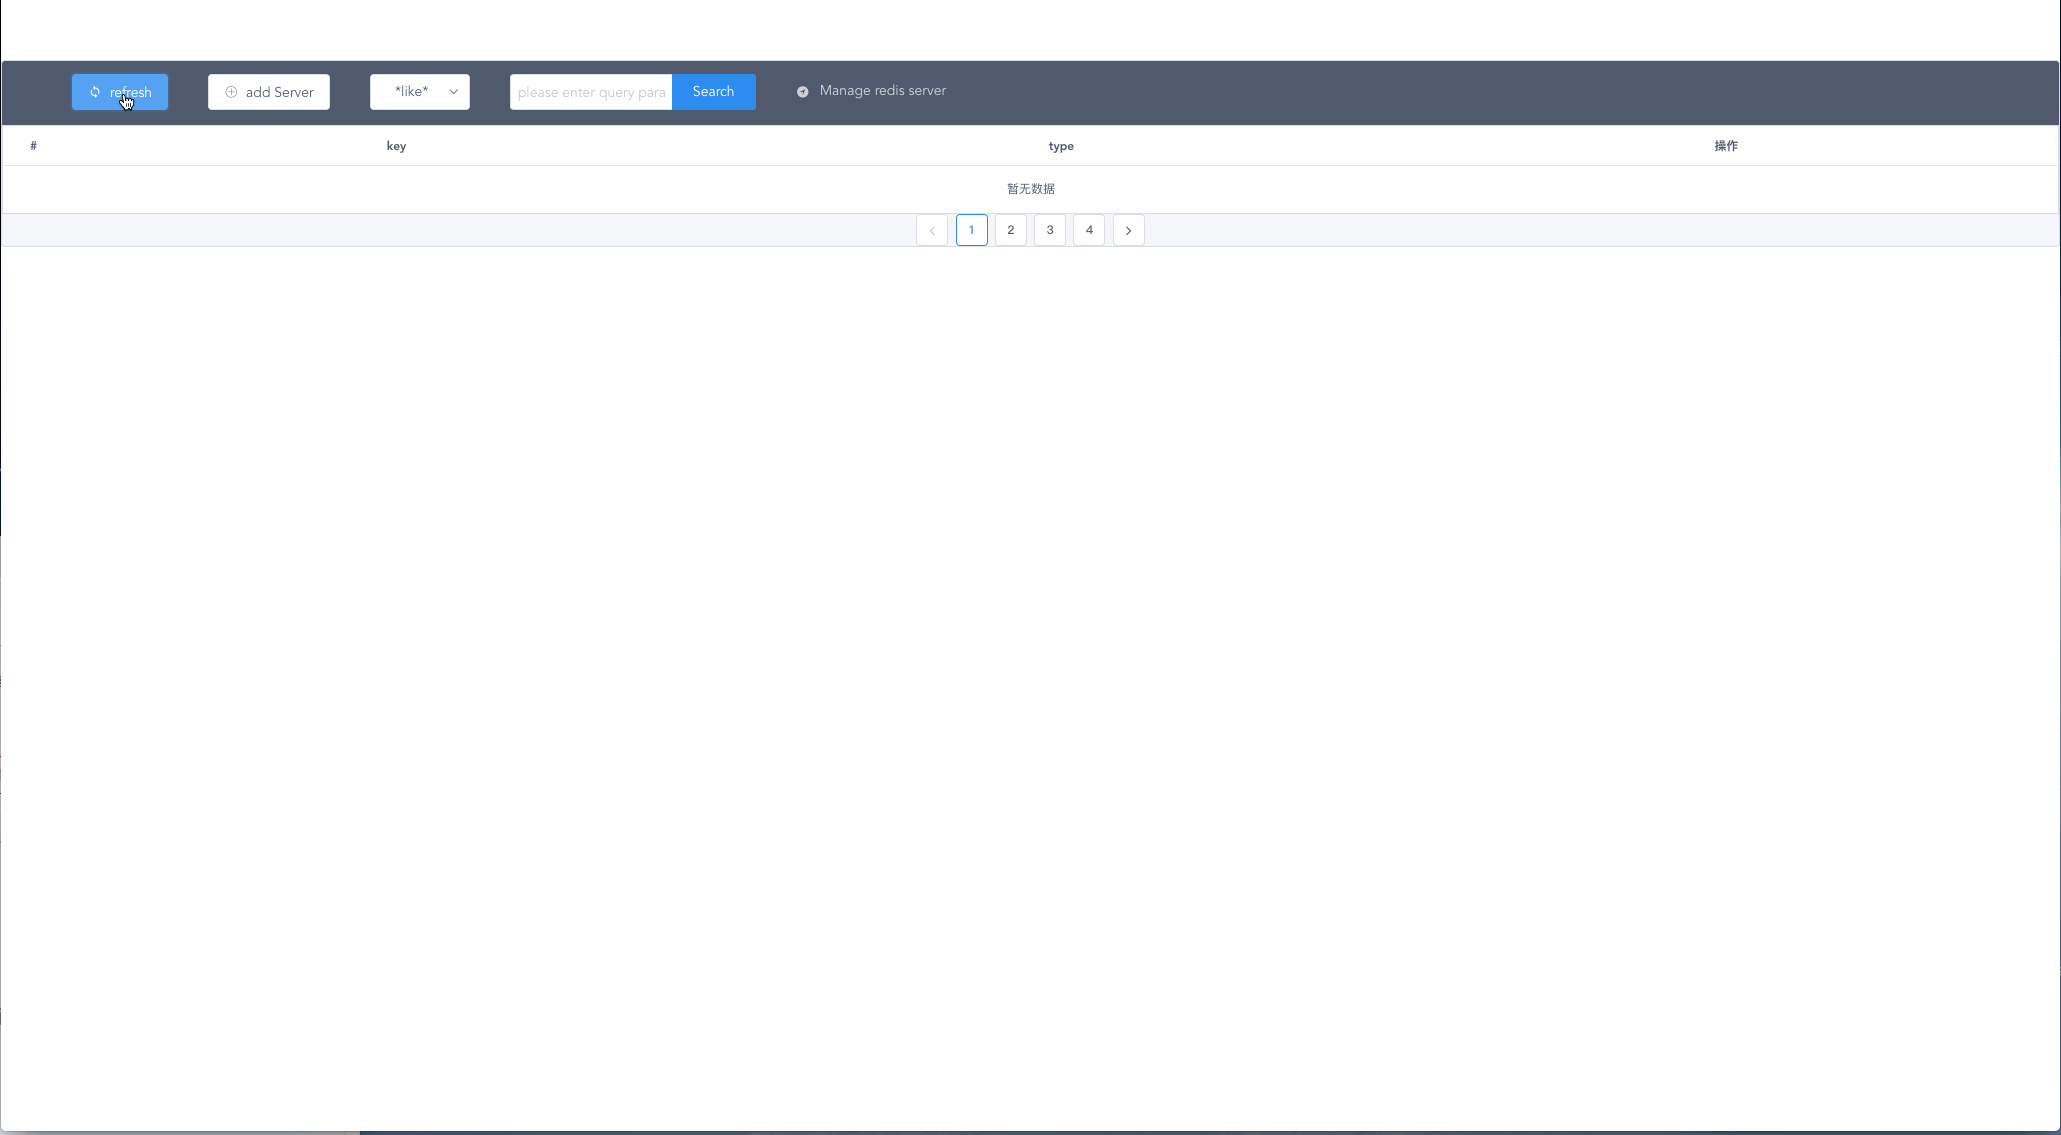 refresh add Server *like* please enter query para Search Manage redis server
# key type 操作
暂无数据
1 2 3 4